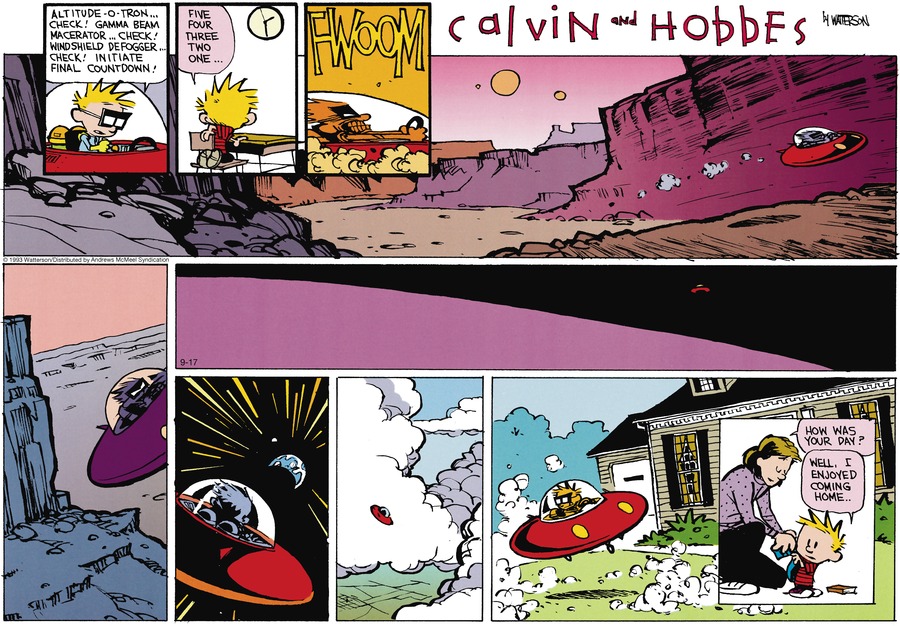 ALTITUDE-O-TRON...
CHECK! GAMMA BEAM
MACERATOR... CHECK!
WINDSHIELD DEFOGGER...
CHECK! INITIATE
FINAL COUNTDOWN!
FIVE
FOUR
THREE
TWO
ONE...
FWOOM
CALVIN and HOBBES
by WATTERSON
© 1993 Watterson/Distributed by Andrews McMeel Syndication
9-17
HOW WAS
YOUR DAY?
WELL, I
ENJOYED
COMING
HOME..